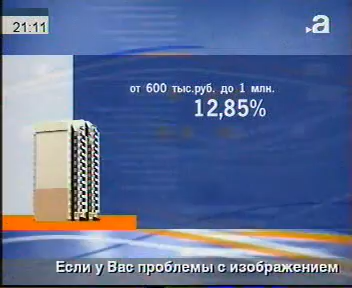 21:11
a
от 600 тыс.руб. до 1 млн.
12,85%
Если у Вас проблемы с изображением